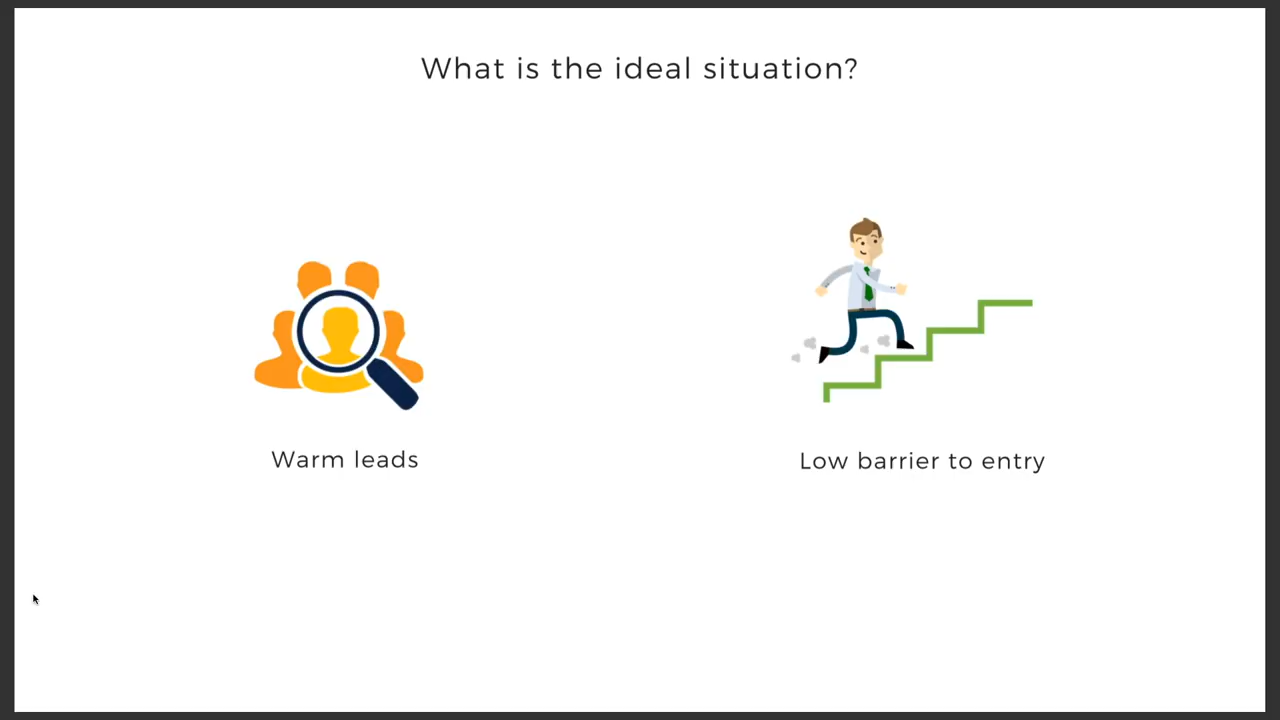 What is the ideal situation?
Warm leads
Low barrier to entry